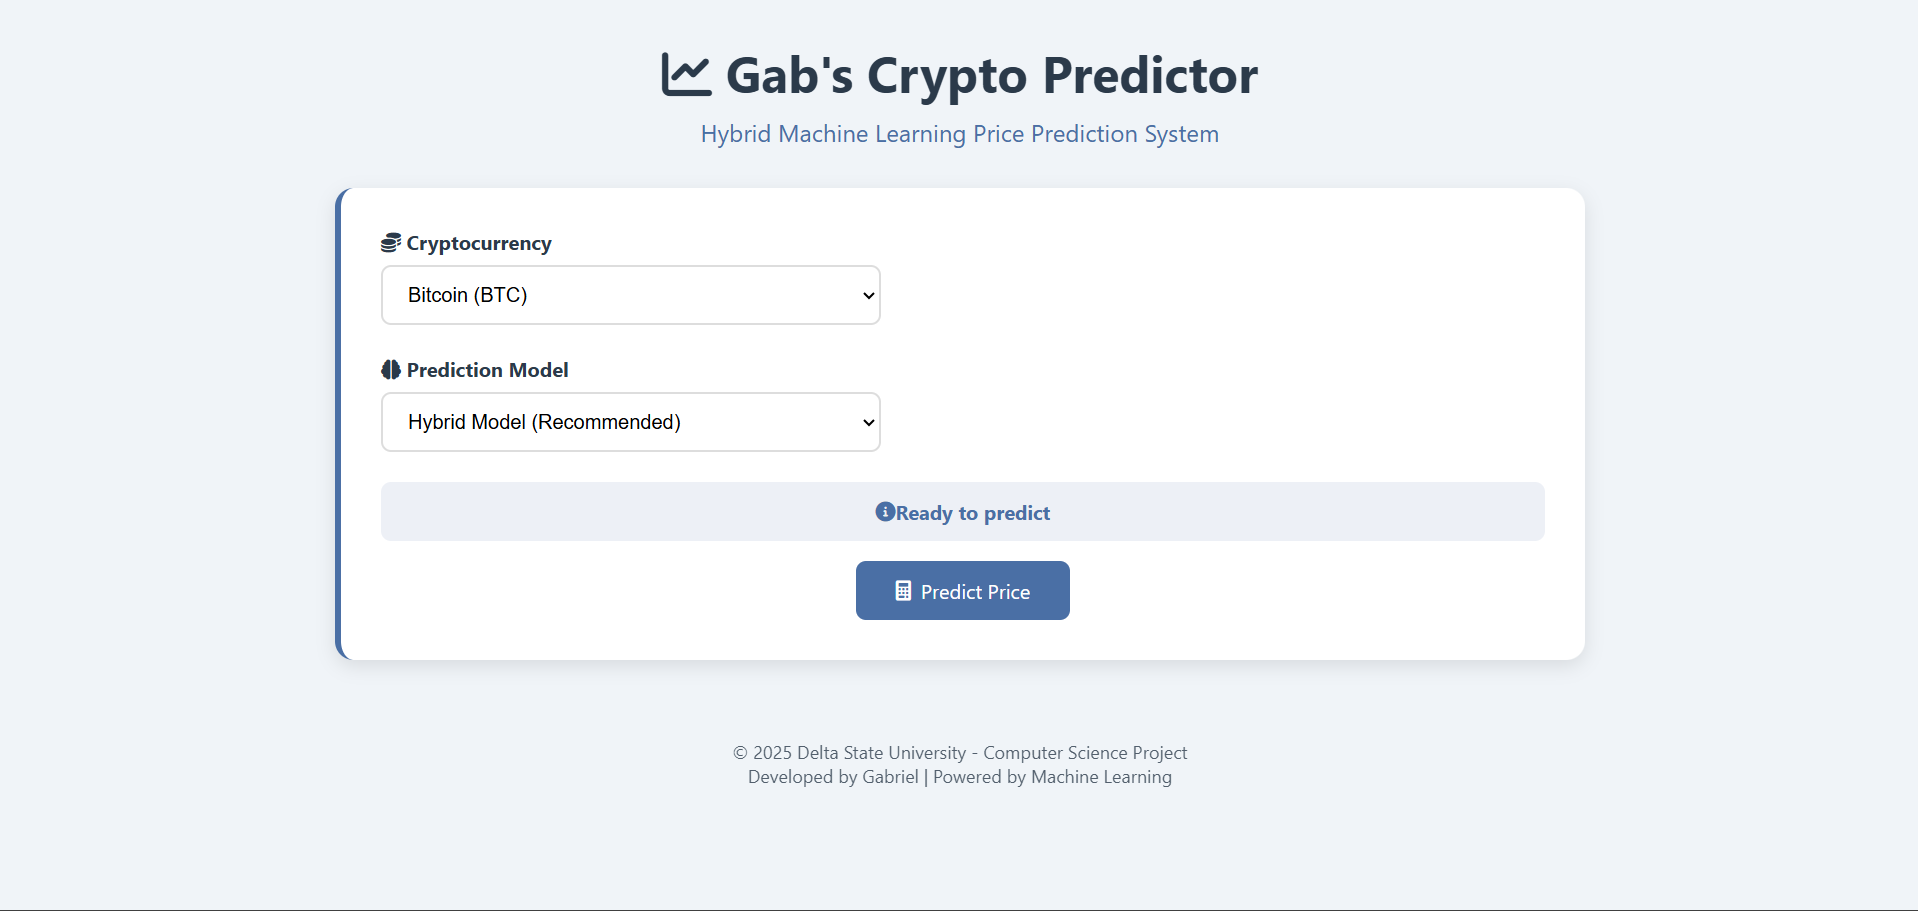 Gab's Crypto Predictor
Hybrid Machine Learning Price Prediction System
Cryptocurrency
Bitcoin (BTC)
Prediction Model
Hybrid Model (Recommended)
Ready to predict
Predict Price
© 2025 Delta State University - Computer Science Project
Developed by Gabriel | Powered by Machine Learning